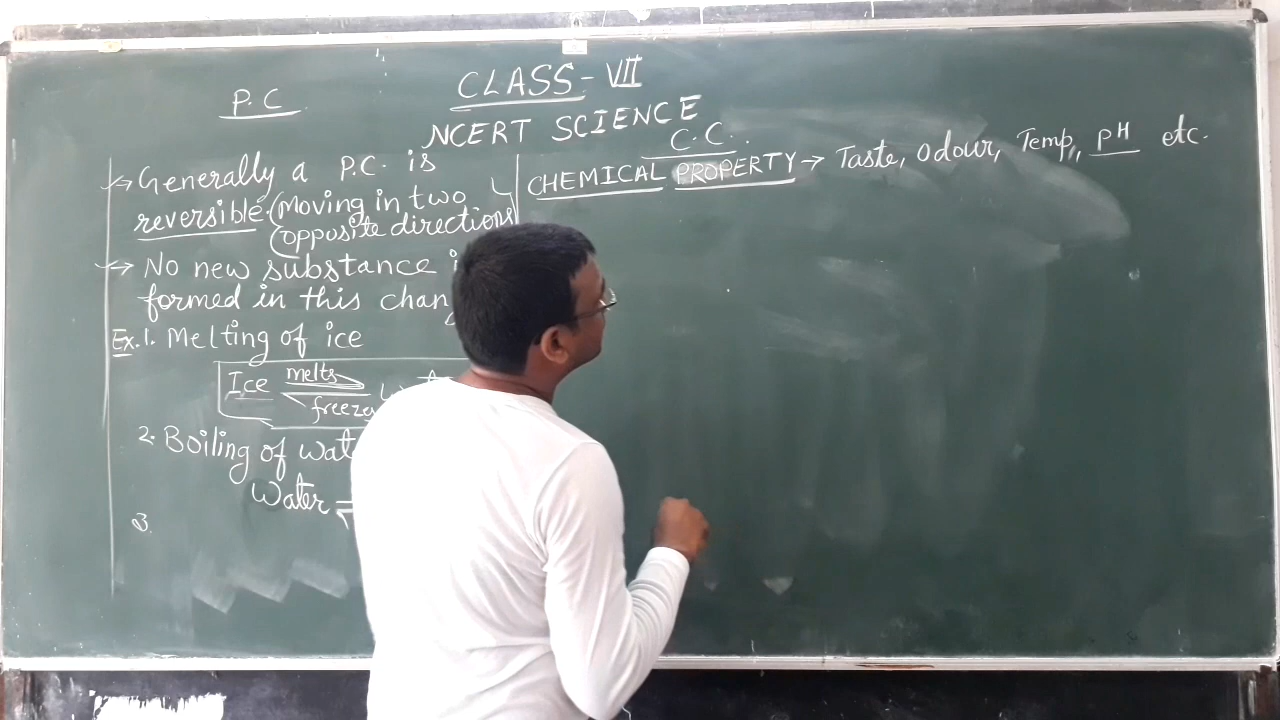 CLASS - VII
NCERT SCIENCE
P.C
→ Generally a P.C. is
reversible. (Moving in two
(opposite directions
→ No new substance
formed in this
Ex. 1. Melting of ice
Ice melts
freezes
2. Boiling of
Water ⇌
3.
C.C.
CHEMICAL PROPERTY → Taste, Odour, Temp., pH etc.